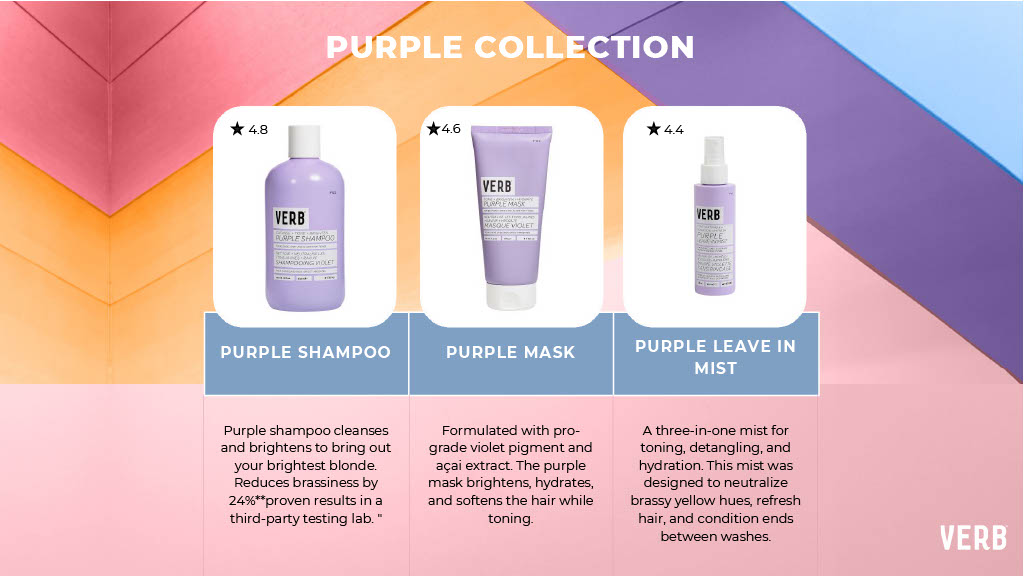 PURPLE COLLECTION
★ 4.8
★ 4.6
★ 4.4
VERB
PURPLE SHAMPOO
SHAMPOOING VIOLET
VERB
PURPLE MASK
MASQUE VIOLET
VERB
PURPLE
PURPLE SHAMPOO
PURPLE MASK
PURPLE LEAVE IN
MIST
Purple shampoo cleanses
and brightens to bring out
your brightest blonde.
Reduces brassiness by
24%**proven results in a
third-party testing lab. "
Formulated with pro-
grade violet pigment and
açai extract. The purple
mask brightens, hydrates,
and softens the hair while
toning.
A three-in-one mist for
toning, detangling, and
hydration. This mist was
designed to neutralize
brassy yellow hues, refresh
hair, and condition ends
between washes.
VERB